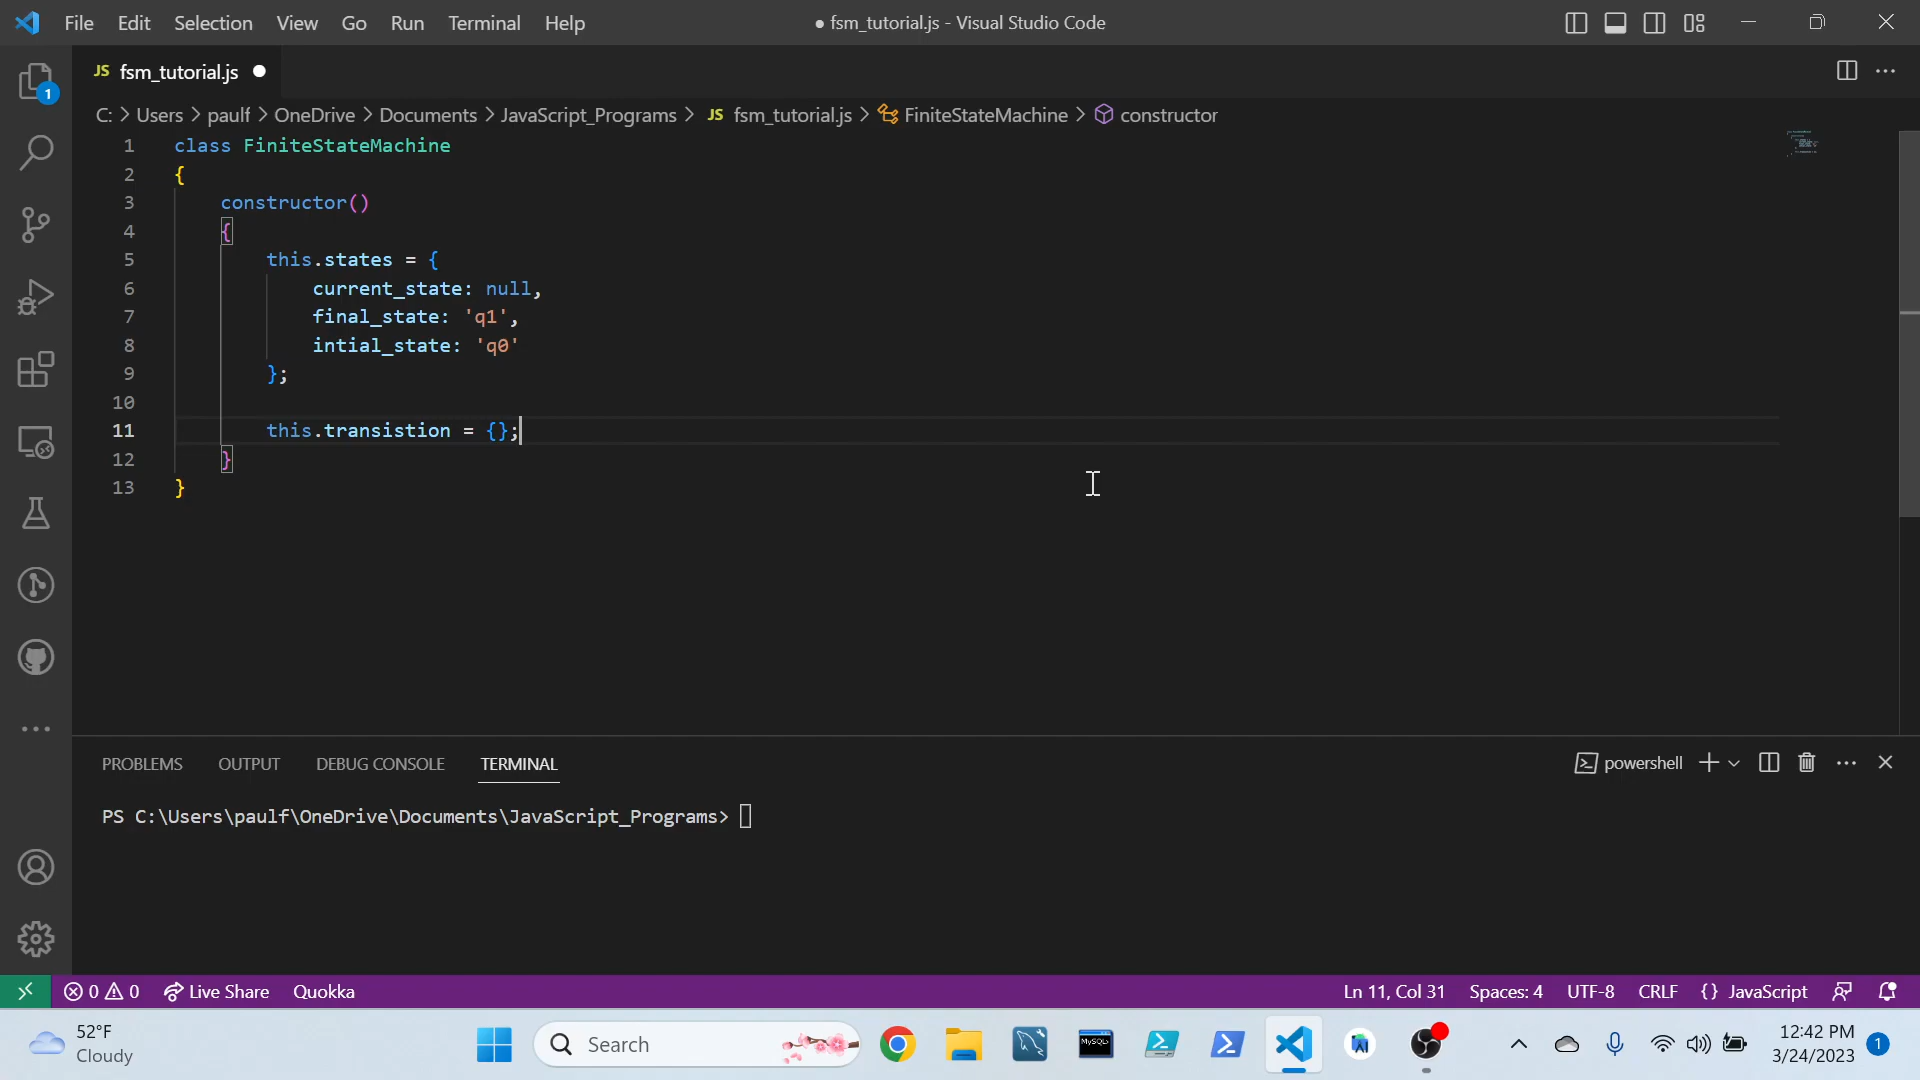 File Edit Selection View Go Run Terminal Help
● fsm_tutorial.js - Visual Studio Code
JS fsm_tutorial.js ●
C: > Users > paulf > OneDrive > Documents > JavaScript_Programs > JS fsm_tutorial.js > FiniteStateMachine > constructor
1 class FiniteStateMachine
2 {
3 constructor()
4 {
5 this.states = {
6 current_state: null,
7 final_state: 'q1',
8 intial_state: 'q0'
9 };
10
11 this.transistion = {};
12 }
13 }
PROBLEMS OUTPUT DEBUG CONSOLE TERMINAL
powershell
PS C:\Users\paulf\OneDrive\Documents\JavaScript_Programs>
0 0 Live Share Quokka
Ln 11, Col 31 Spaces: 4 UTF-8 CRLF {} JavaScript
52°F
Cloudy
Search
MySQL
12:42 PM
3/24/2023
1
1